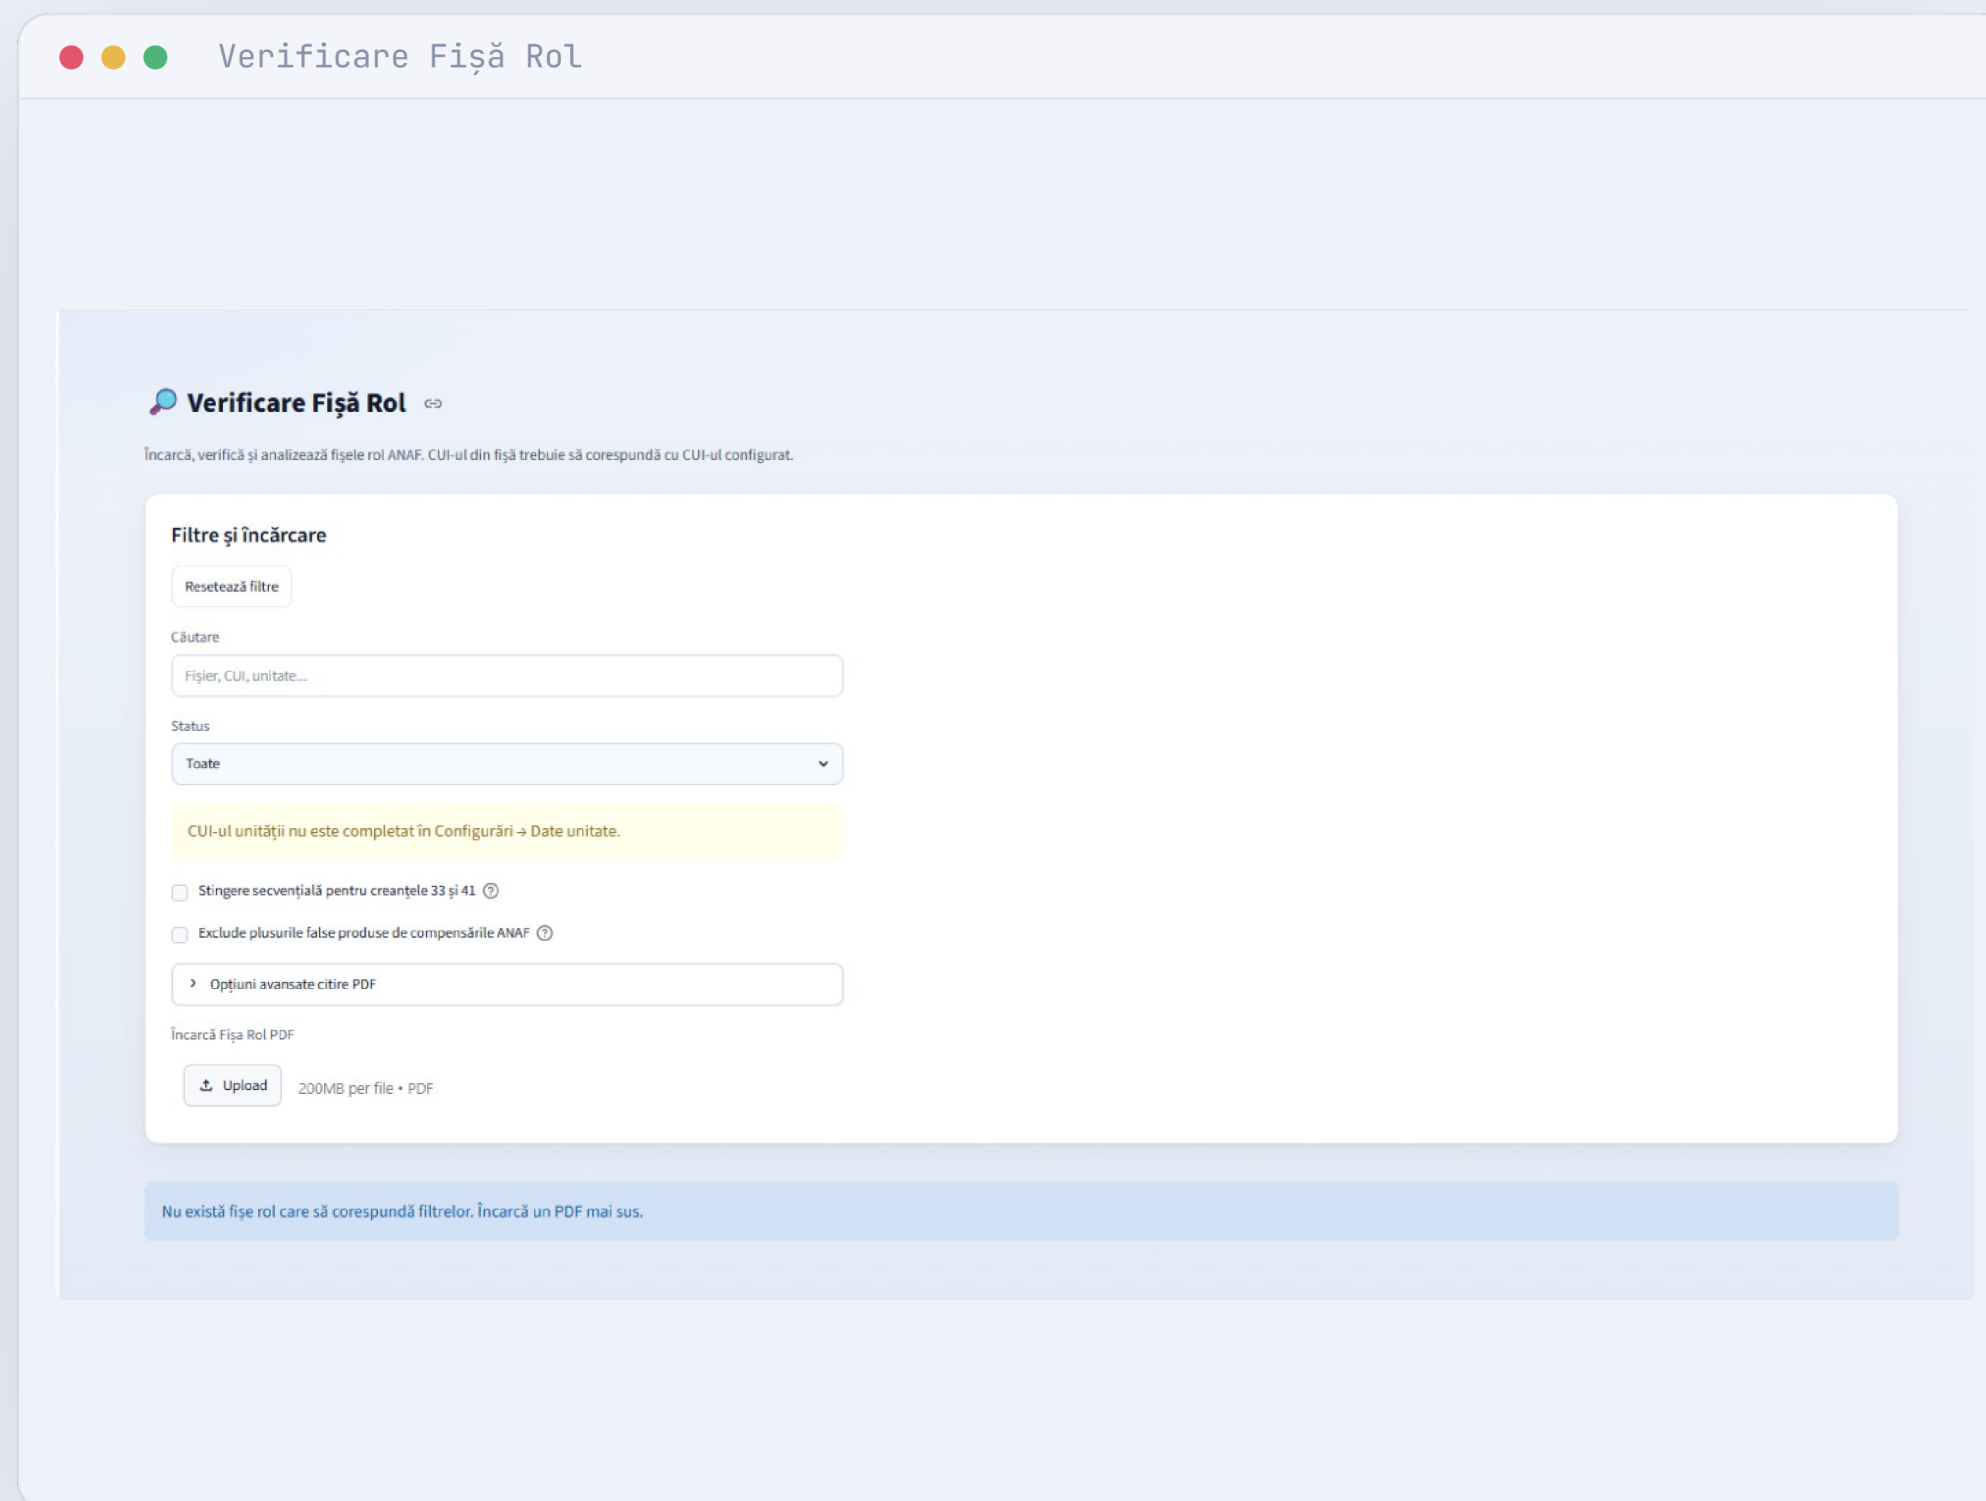 Verificare Fișă Rol
Verificare Fișă Rol
Încarcă, verifică și analizează fișele rol ANAF. CUI-ul din fișă trebuie să corespundă cu CUI-ul configurat.
Filtre și încărcare
Resetează filtre
Căutare
Fișier, CUI, unitate...
Status
Toate
CUI-ul unității nu este completat în Configurări → Date unitate.
Stingere secvențială pentru creanțele 33 și 41
Exclude plusurile false produse de compensările ANAF
Opțiuni avansate citire PDF
Încarcă Fișa Rol PDF
Upload 200MB per file • PDF
Nu există fișe rol care să corespundă filtrelor. Încarcă un PDF mai sus.